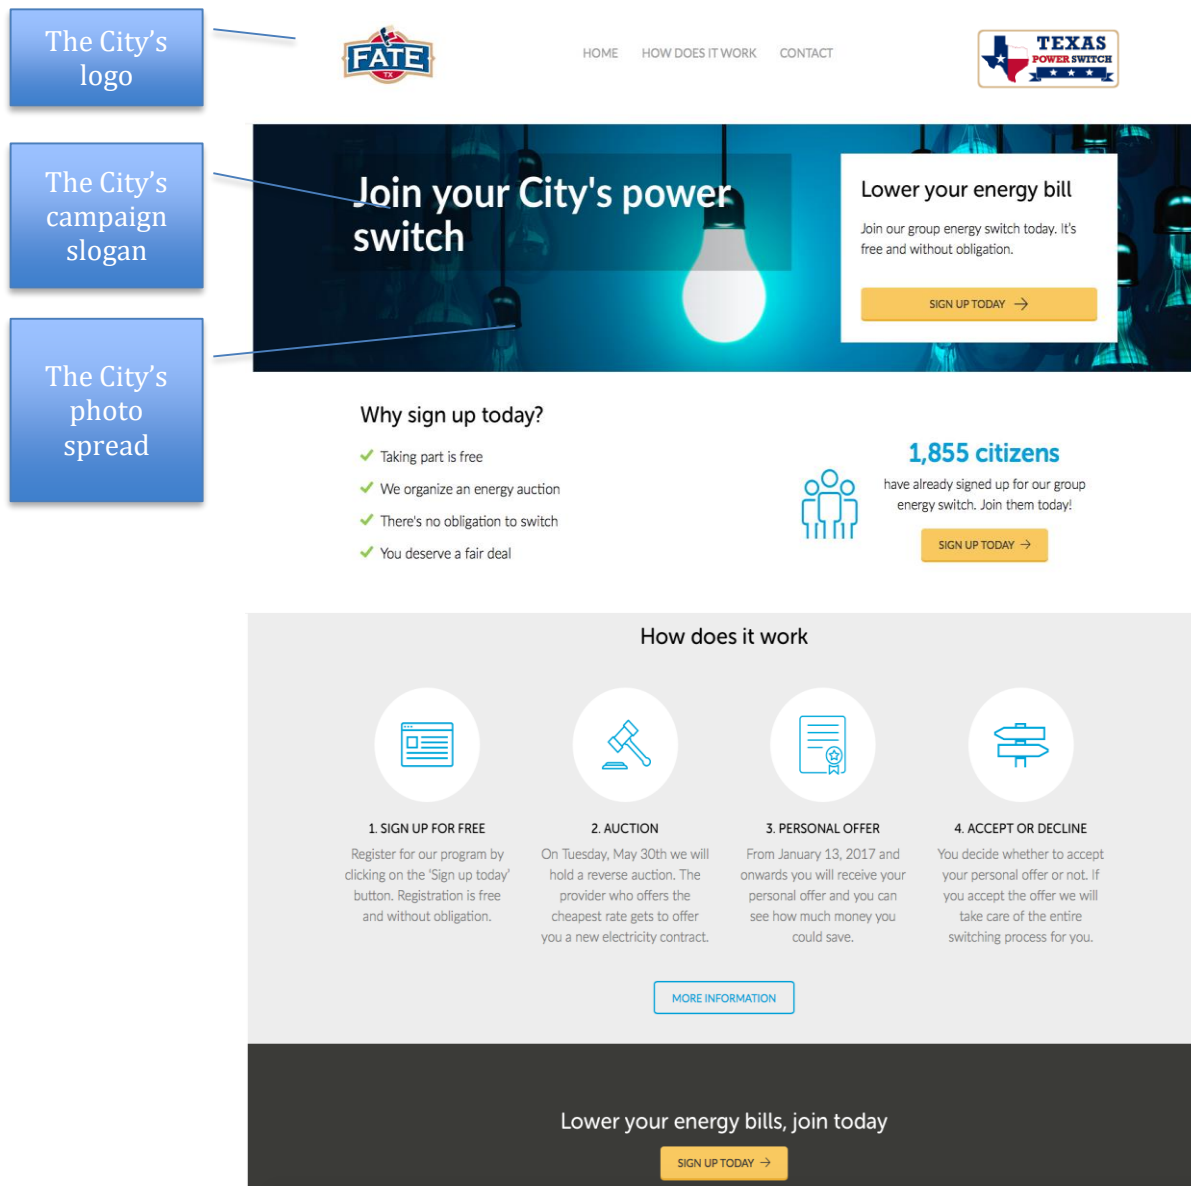 The City's
logo
FATE
TX
HOME HOW DOES IT WORK CONTACT
TEXAS
POWER SWITCH
The City's
campaign
slogan
Join your City's power
switch
Lower your energy bill
Join our group energy switch today. It's
free and without obligation.
SIGN UP TODAY →
The City's
photo
spread
Why sign up today?
Taking part is free
We organize an energy auction
There's no obligation to switch
You deserve a fair deal
1,855 citizens
have already signed up for our group
energy switch. Join them today!
SIGN UP TODAY →
How does it work
1. SIGN UP FOR FREE
Register for our program by
clicking on the 'Sign up today'
button. Registration is free
and without obligation.
2. AUCTION
On Tuesday, May 30th we will
hold a reverse auction. The
provider who offers the
cheapest rate gets to offer
you a new electricity contract.
3. PERSONAL OFFER
From January 13, 2017 and
onwards you will receive your
personal offer and you can
see how much money you
could save.
4. ACCEPT OR DECLINE
You decide whether to accept
your personal offer or not. If
you accept the offer we will
take care of the entire
switching process for you.
MORE INFORMATION
Lower your energy bills, join today
SIGN UP TODAY →